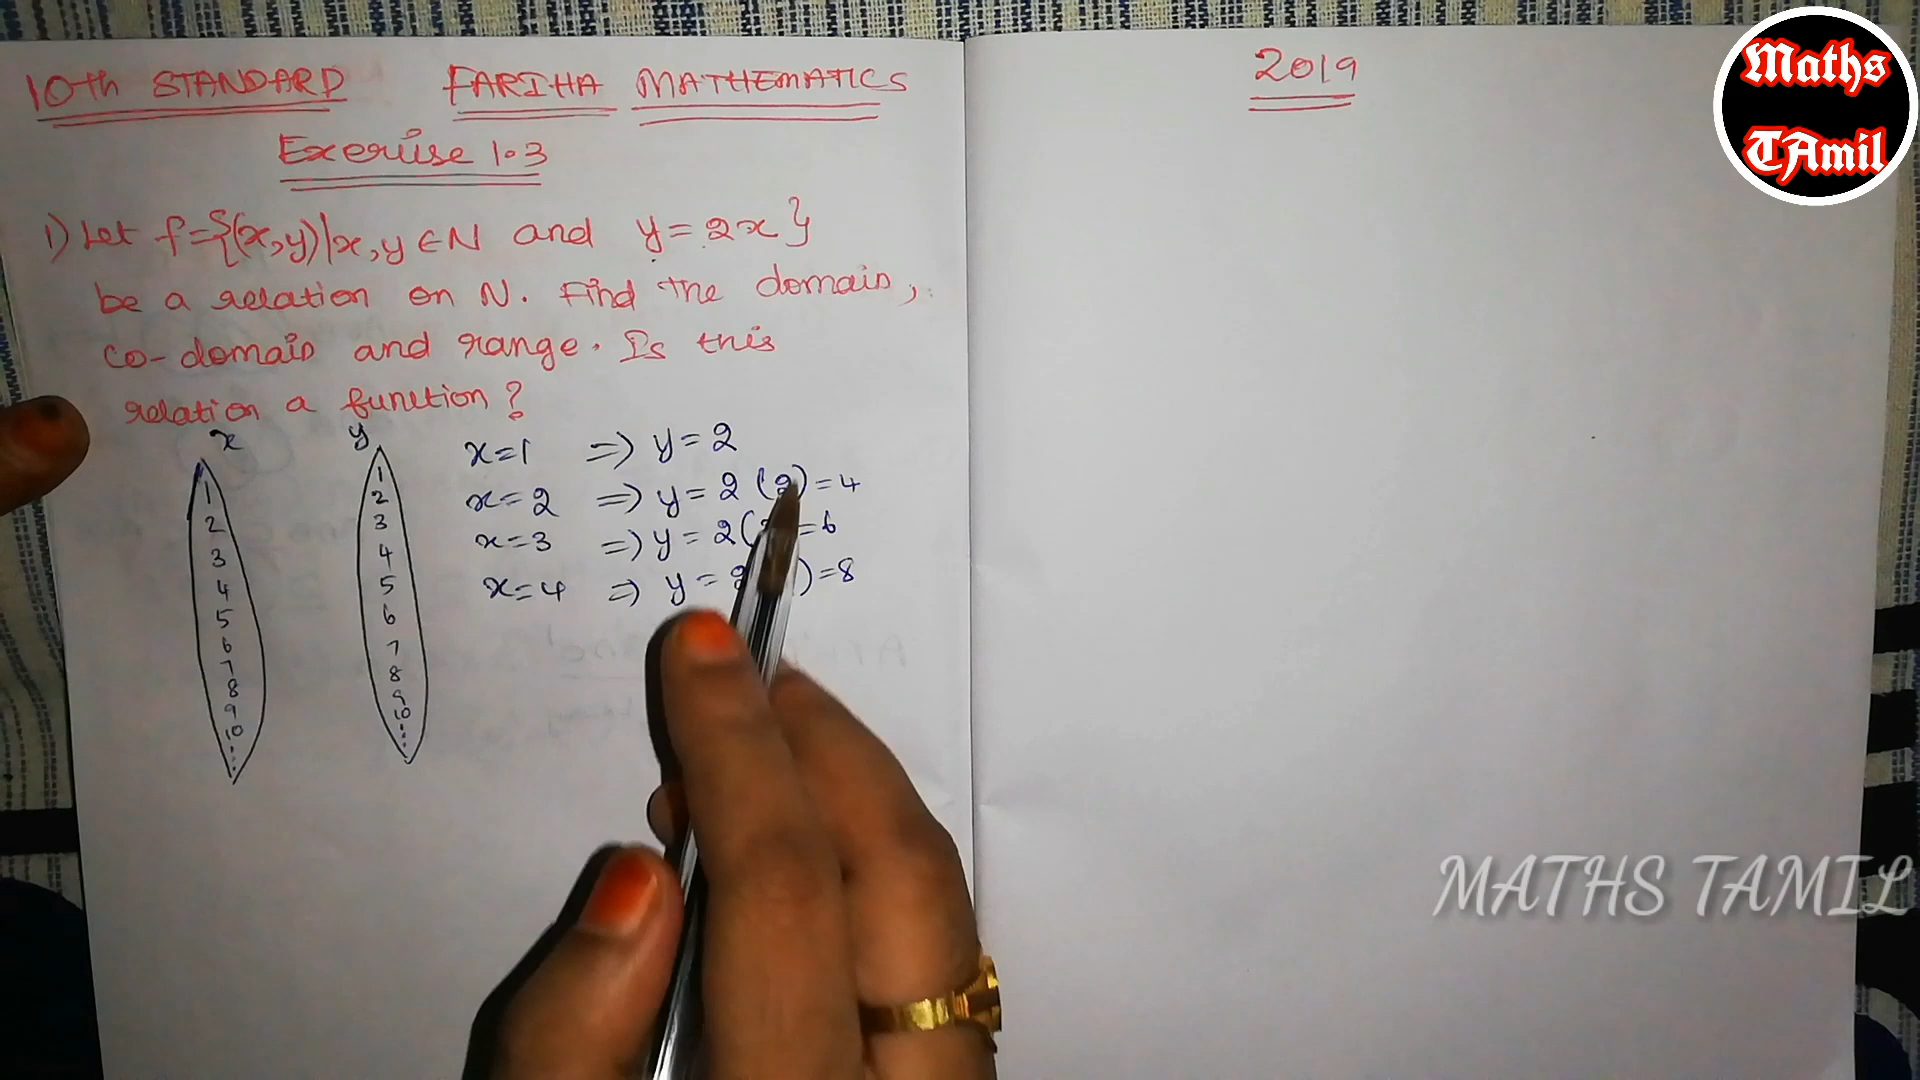 10th STANDARD FARIHA MATHEMATICS
Exercise 1.3
1) Let f={(x,y)|x,y∈N and y=2x}
be a relation on N. Find the domain,
co-domain and range. Is this
relation a function?
x
1
2
3
4
5
6
7
8
9
10
⋮
y
1
2
3
4
5
6
7
8
9
10
⋮
x=1 => y=2
x=2 => y=2(2)=4
x=3 => y=2( =6
x=4 => y= )=8
2019
Maths
TAmil
MATHS TAMIL